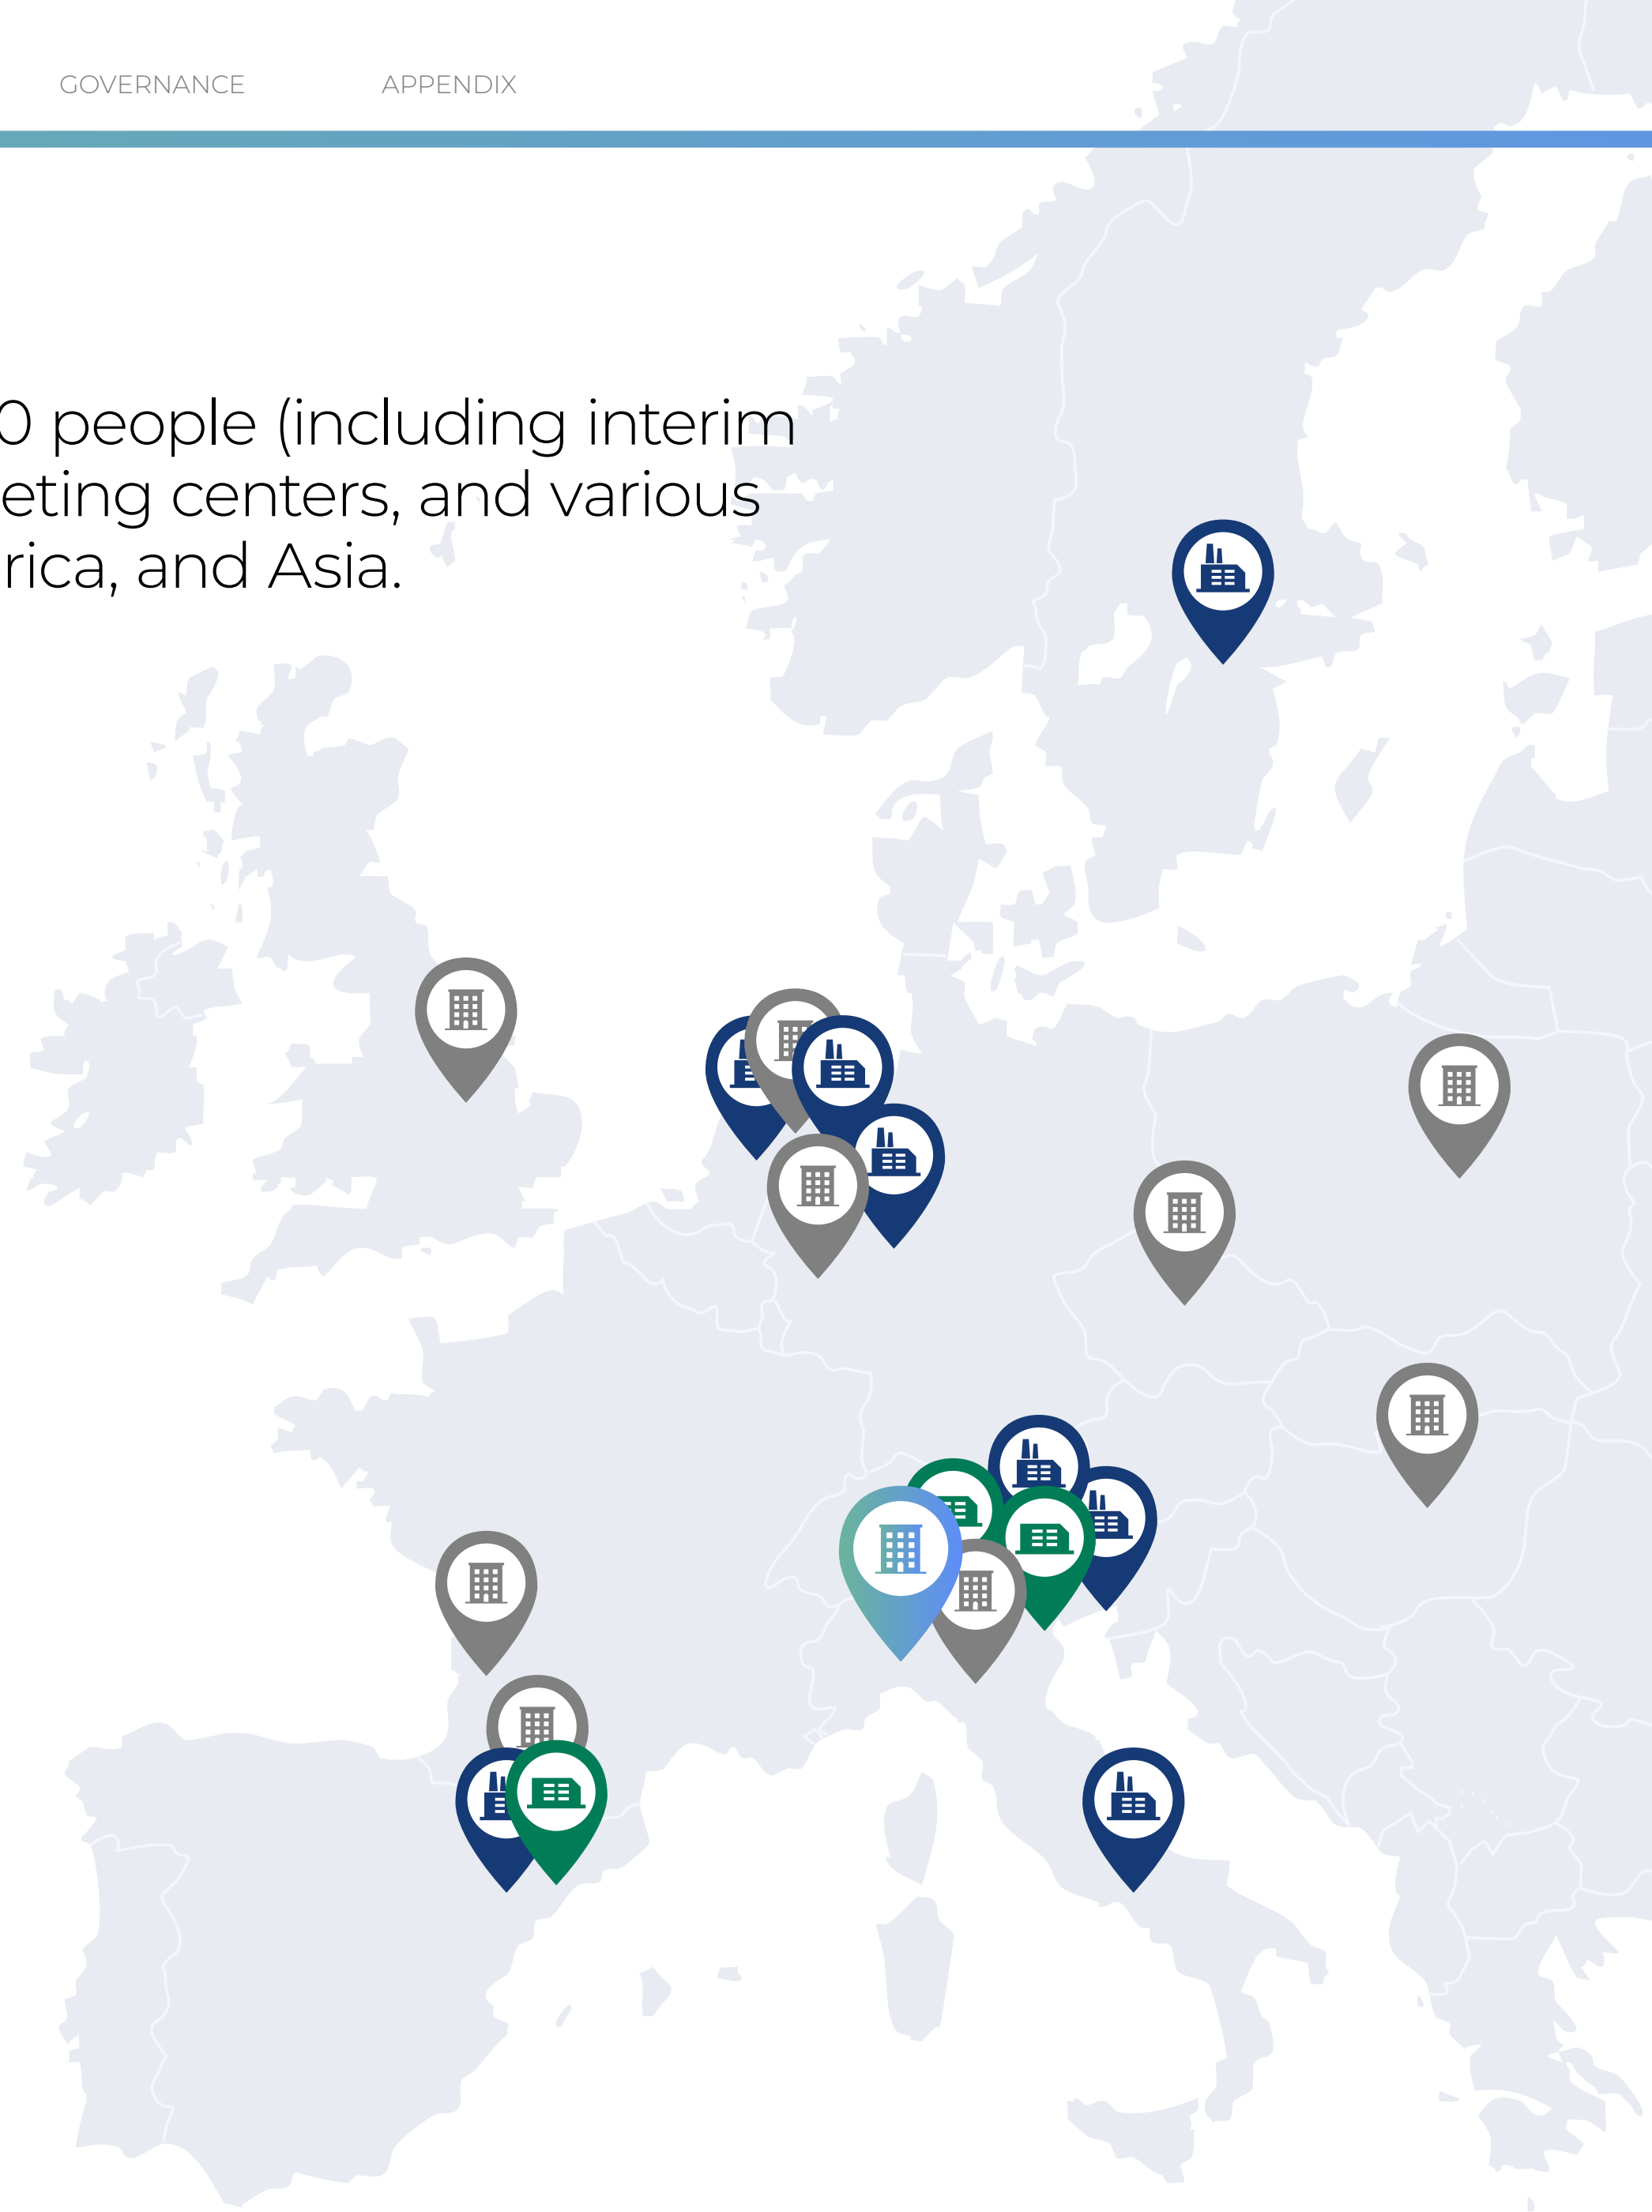 GOVERNANCE APPENDIX
0 people (including interim
eting centers, and various
rica, and Asia.